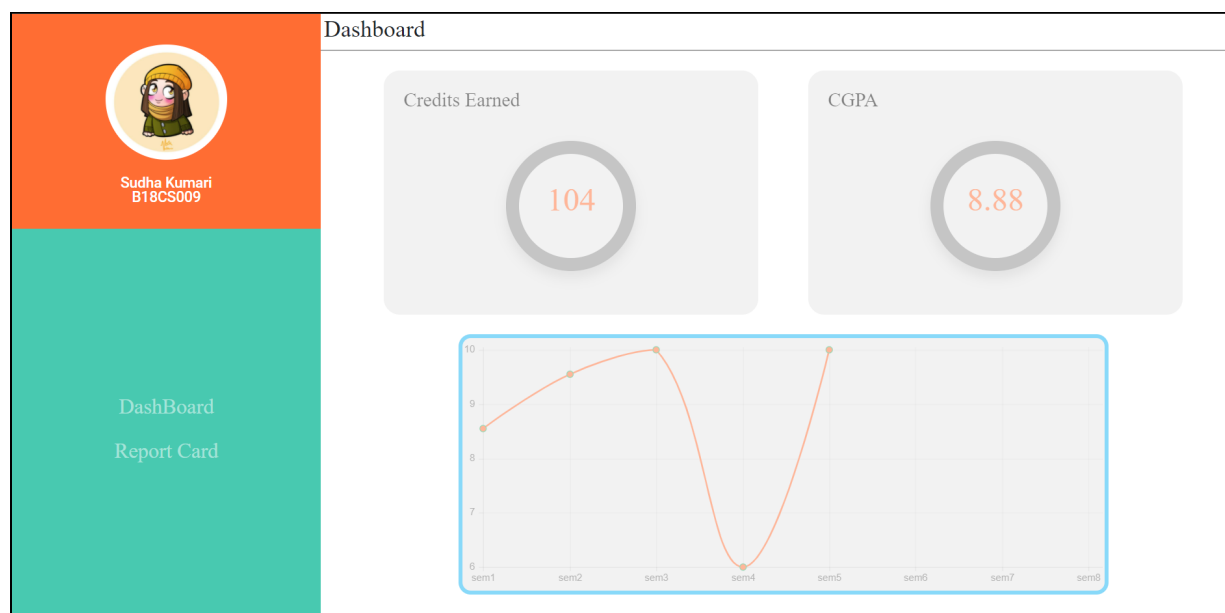 Dashboard
Sudha Kumari
B18CS009
DashBoard
Report Card
Credits Earned
104
CGPA
8.88
10
9
8
7
6
sem1 sem2 sem3 sem4 sem5 sem6 sem7 sem8